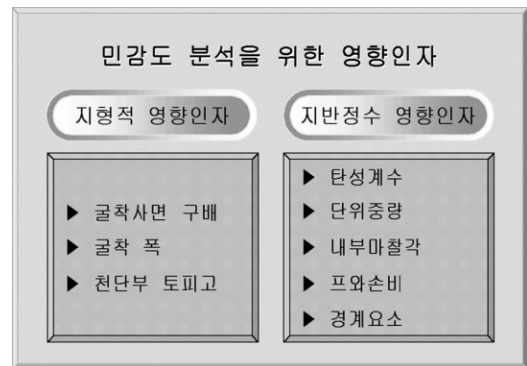 민감도 분석을 위한 영향인자
지형적 영향인자
▶ 굴착사면 구배
▶ 굴착 폭
▶ 천단부 토피고
지반정수 영향인자
▶ 탄성계수
▶ 단위중량
▶ 내부마찰각
▶ 프와손비
▶ 경계요소